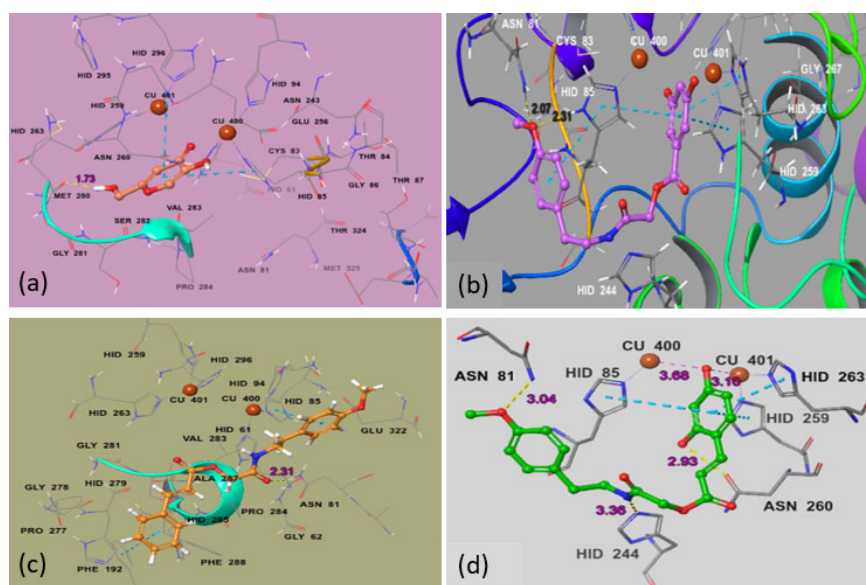 HID 296
HID 295
HID 259
CU 401
HID 94
ASN 243
GLU 256
HID 263
CU 400
ASN 260
CYS 83
THR 84
1.73
MET 280
HID 61
GLY 86
THR 87
HID 85
VAL 283
SER 282
THR 324
GLY 281
ASN 81
MET 325
PRO 284
(a)
ASN 81
CYS 83
CU 400
CU 401
GLY 267
HID 85
HID 263
2.07
2.31
HID 259
HID 244
(b)
HID 259
HID 296
HID 94
CU 401
CU 400
HID 85
HID 263
HID 61
GLU 322
GLY 281
VAL 283
2.31
GLY 278
ALA 287
HID 279
ASN 81
PRO 284
PRO 277
HID 285
GLY 62
PHE 288
PHE 192
(c)
CU 400
ASN 81
HID 85
3.68
CU 401
3.16
HID 263
3.04
HID 259
2.93
ASN 260
3.36
HID 244
(d)